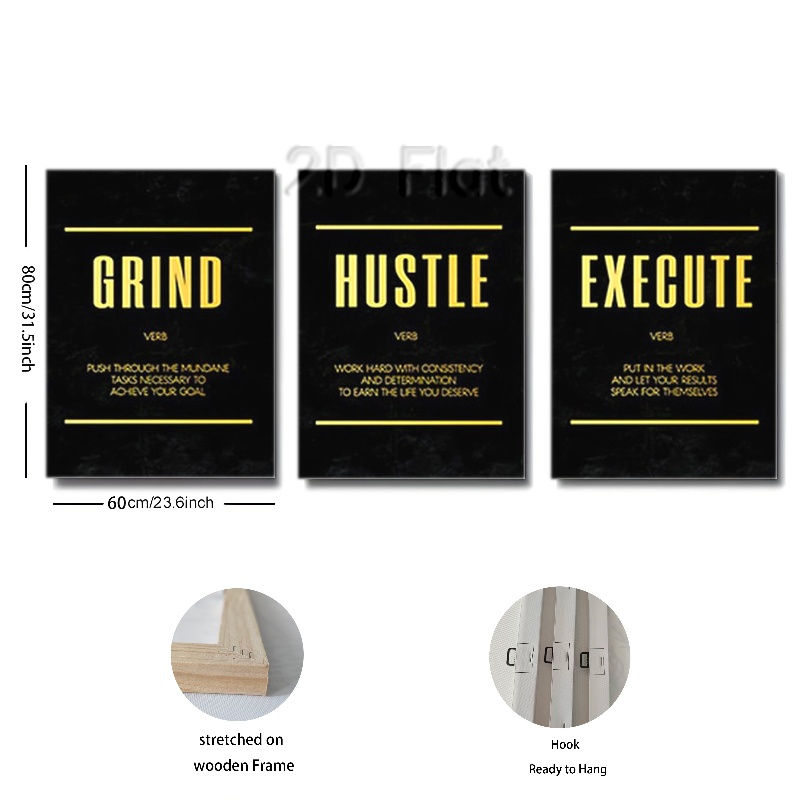 2D Flat
GRIND
VERB
PUSH THROUGH THE MUNDANE
TASKS NECESSARY TO
ACHIEVE YOUR GOAL
HUSTLE
VERB
WORK HARD WITH CONSISTENCY
AND DETERMINATION
TO EARN THE LIFE YOU DESERVE
EXECUTE
VERB
PUT IN THE WORK
AND LET YOUR RESULTS
SPEAK FOR THEMSELVES
80cm/31.5inch
60cm/23.6inch
stretched on
wooden Frame
Hook
Ready to Hang